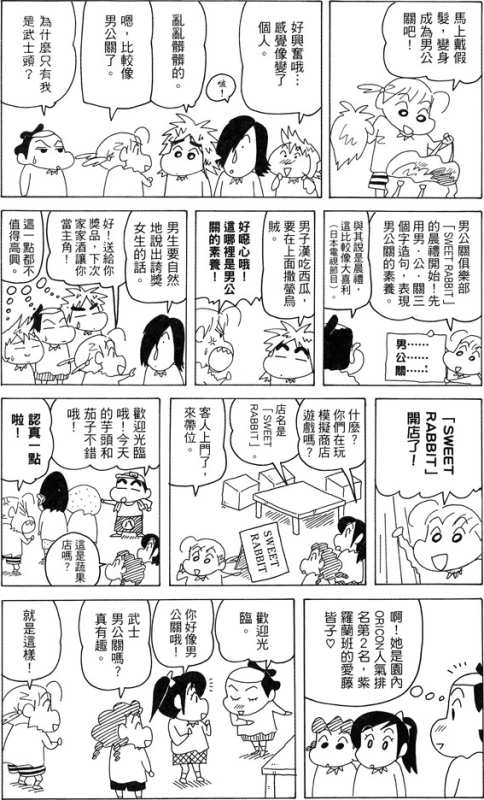 馬上戴假
髮，變身
成為男公
關吧！
好興奮哦…
感覺像變了
個人。
哇！
亂亂髒髒的。
嗯，比較像
男公關了。
為什麼只有我
是武士頭？
男公關俱樂部
「SWEET RABBIT」
的晨禮開始！先
用男．公．關三
個字造句，表現
男公關的素養。
男……
公……
關……
與其說是晨禮，
這比較像大喜利
（日本電視節目）。
男子漢吃西瓜，
要在上面撒螢烏
賊。
好噁心哦！
這哪裡是男公
關的素養！
男生要自然
地說出誇獎
女生的話。
好！送給你
獎品，下次
家家酒讓你
當主角！
這一點都不
值得高興。
「SWEET
RABBIT」
開店了！
什麼？
你們在玩
模擬商店
遊戲嗎？
店名是
「SWEET
RABBIT」。
客人上門了，
來帶位。
SWEET
RABBIT
歡迎光臨
哦！今天
的芋頭和
茄子不錯
哦！
這是蔬果
店嗎？
認真一點
啦！
啊！她是園內
ORICON人氣排
名第2名，紫
羅蘭班的愛藤
皆子♡
歡迎光
臨。
你好像男
公關哦！
武士
男公關嗎？
真有趣。
就是這樣！